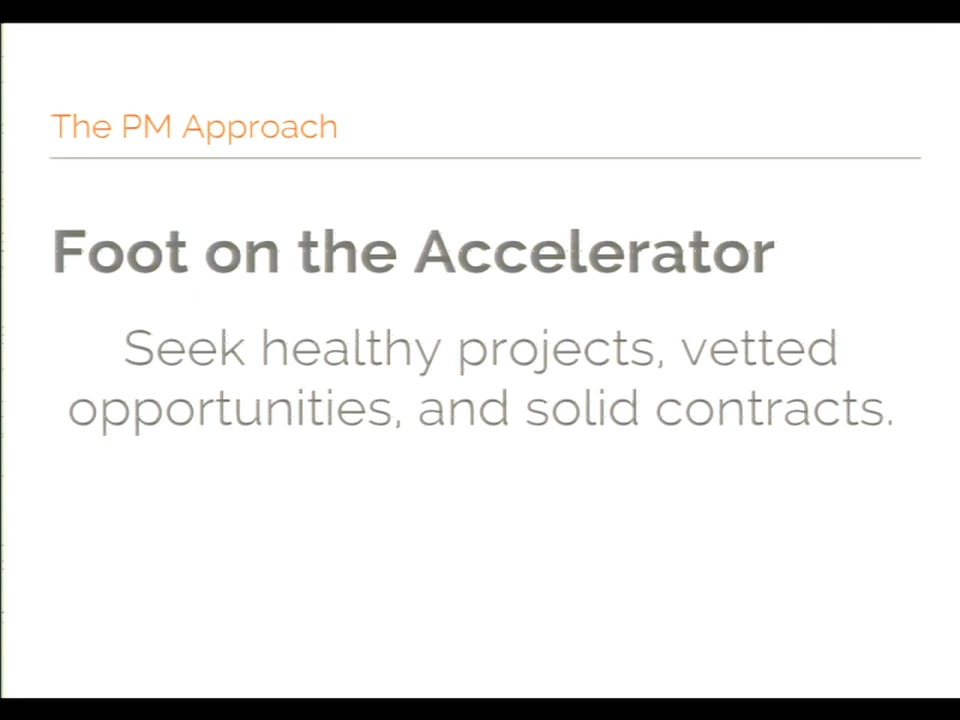 The PM Approach
Foot on the Accelerator
Seek healthy projects, vetted
opportunities, and solid contracts.